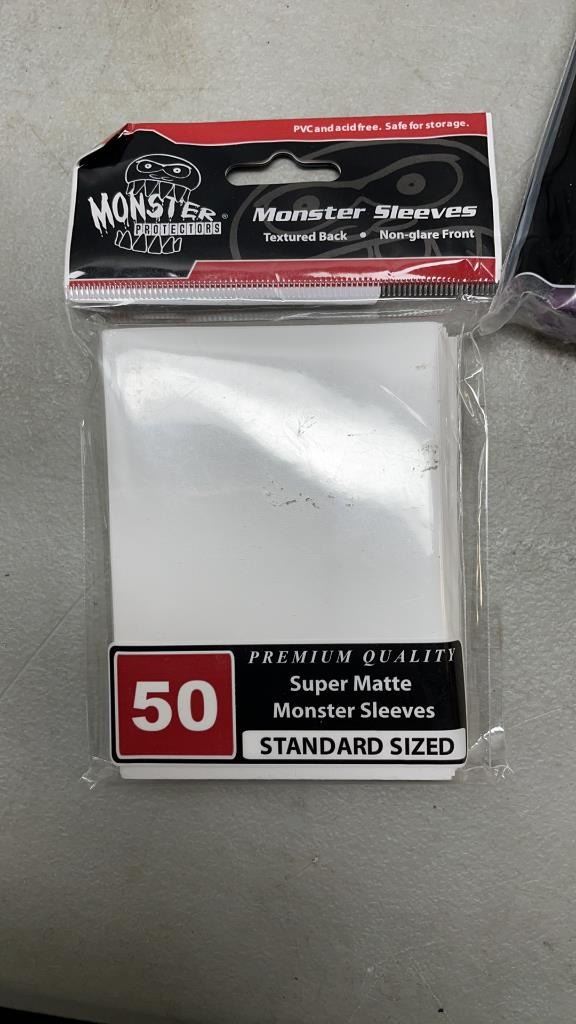 PVC and acid free. Safe for storage.
MONSTER®
PROTECTORS
Monster Sleeves
Textured Back • Non-glare Front
PREMIUM QUALITY
50
Super Matte
Monster Sleeves
STANDARD SIZED